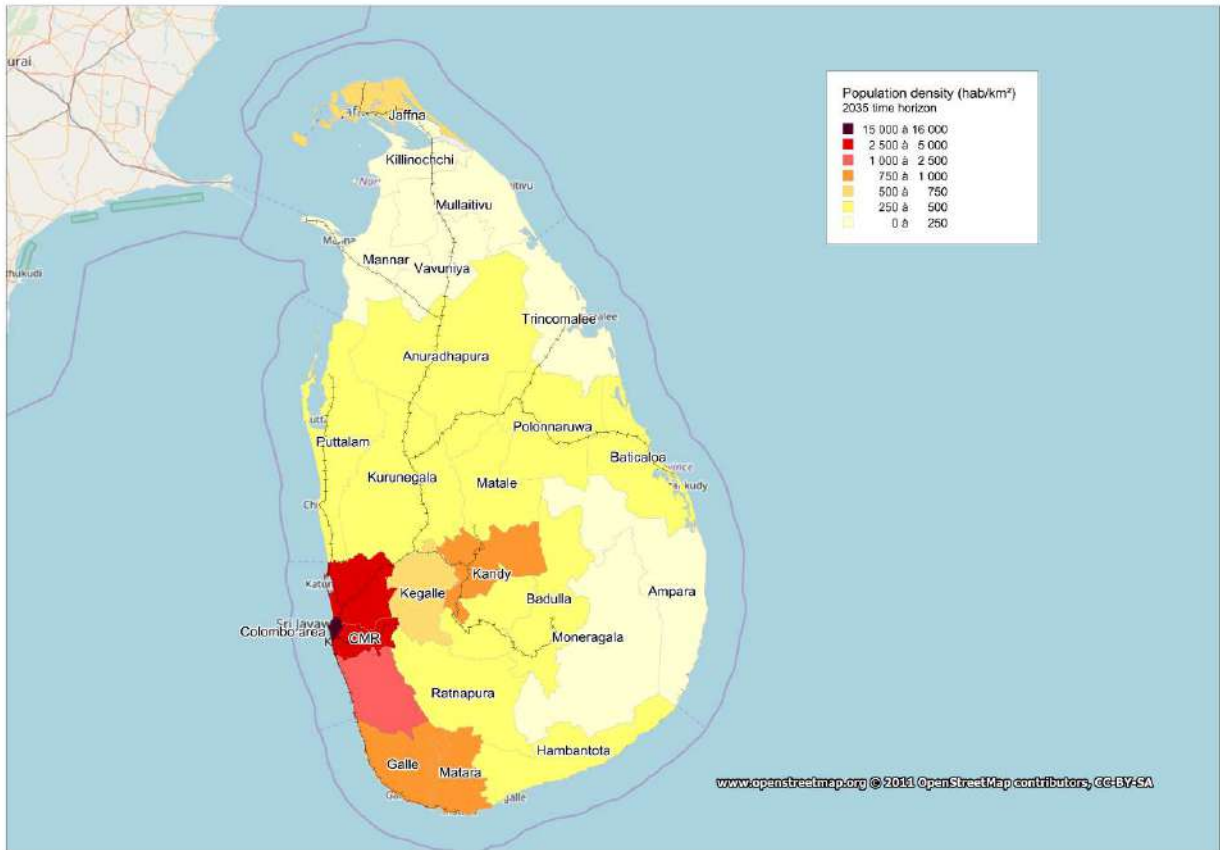 urai
Population density (hab/km²)
2035 time horizon
15 000 à 16 000
2 500 à 5 000
1 000 à 2 500
750 à 1 000
500 à 750
250 à 500
0 à 250
Jaffna
Killinochchi
Mullaitivu
Mannar
Vavuniya
thukudi
Trincomalee
Anuradhapura
Polonnaruwa
Puttalam
Baticaloa
Kurunegala
Matale
Kandy
Kegalle
Badulla
Ampara
Colombo area
CMR
Moneragala
Ratnapura
Hambantota
Galle
Matara
www.openstreetmap.org © 2011 OpenStreetMap contributors, CC-BY-SA